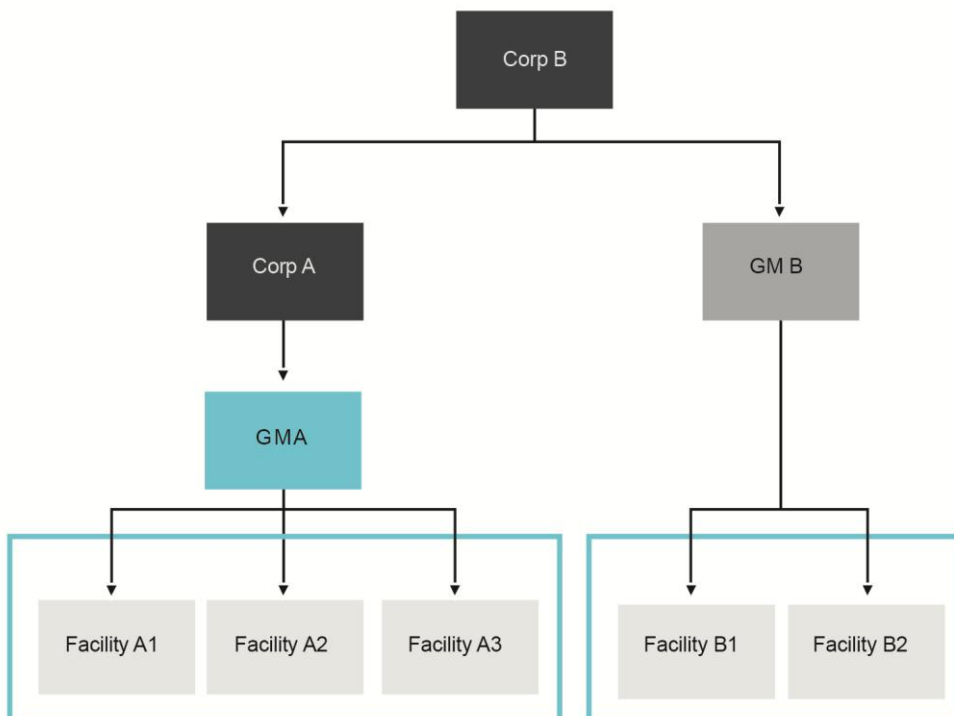 Corp B
Corp A
GM B
GMA
Facility A1
Facility A2
Facility A3
Facility B1
Facility B2